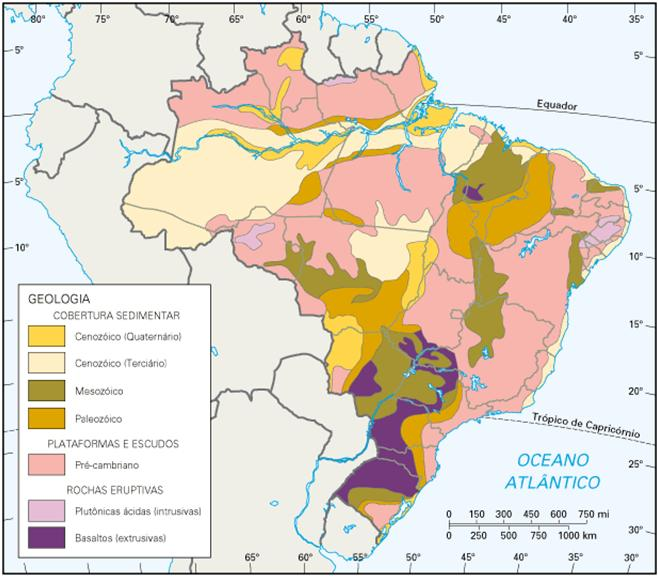 80° 70° 65° 60° 55° 50° 45° 40° 35°
5°
5°
Equador
5°
5°
10°
10°
GEOLOGIA
COBERTURA SEDIMENTAR
Cenozóico (Quaternário)
Cenozóico (Terciário)
Mesozóico
Paleozóico
PLATAFORMAS E ESCUDOS
Pré-cambriano
ROCHAS ERUPTIVAS
Plutônicas ácidas (intrusivas)
Basaltos (extrusivas)
15°
20°
Trópico de Capricórnio
25°
OCEANO
ATLÂNTICO
0 150 300 450 600 750 mi
0 250 500 750 1000 km
30°
65° 60° 55° 50° 45° 40° 35°